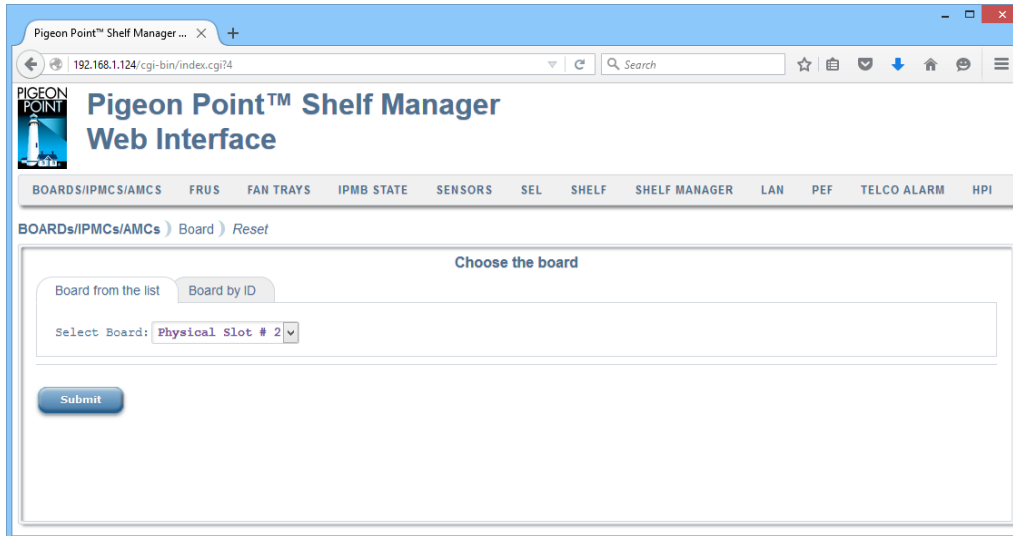 Pigeon Point™ Shelf Manager ...
192.168.1.124/cgi-bin/index.cgi?4
Search
PIGEON
POINT
Pigeon Point™ Shelf Manager
Web Interface
BOARDS/IPMCS/AMCS FRUS FAN TRAYS IPMB STATE SENSORS SEL SHELF SHELF MANAGER LAN PEF TELCO ALARM HPI
BOARDs/IPMCs/AMCs Board Reset
Choose the board
Board from the list Board by ID
Select Board: Physical Slot # 2
Submit